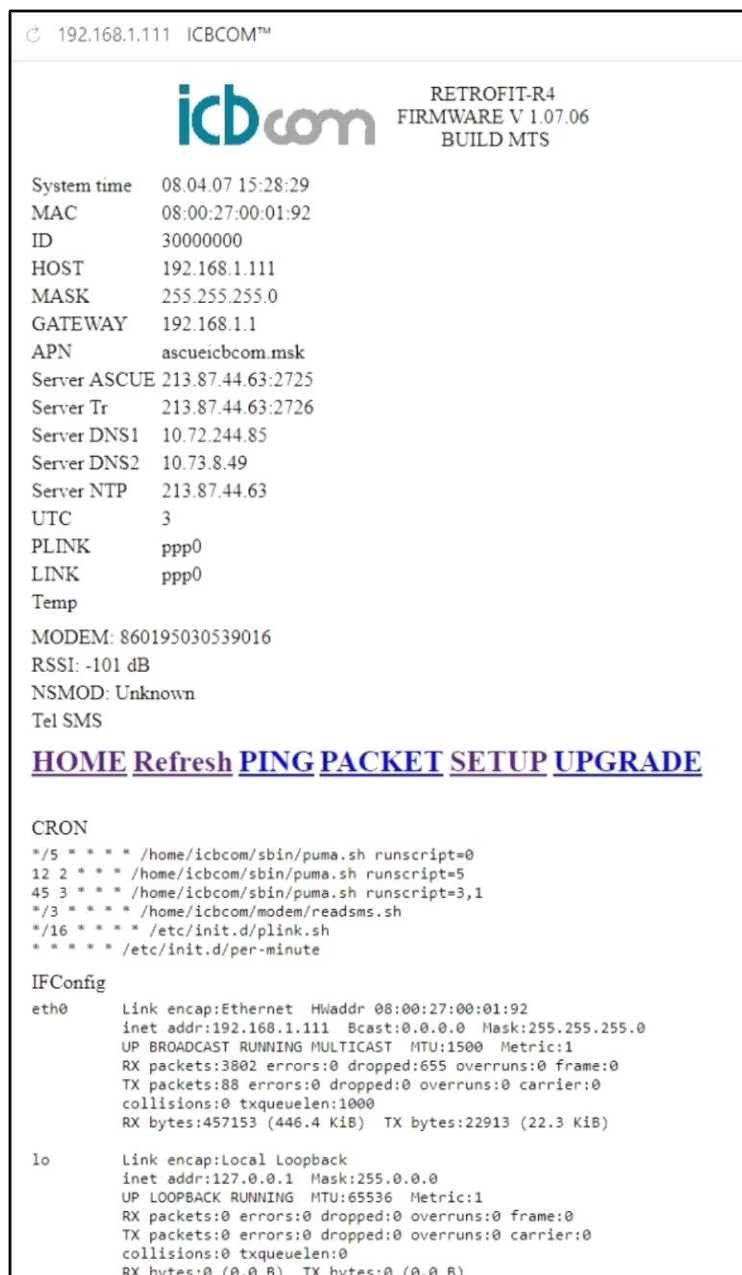 192.168.1.111 ICBCOM™
icbcom
RETROFIT-R4
FIRMWARE V 1.07.06
BUILD MTS
System time 08.04.07 15:28:29
MAC 08:00:27:00:01:92
ID 30000000
HOST 192.168.1.111
MASK 255.255.255.0
GATEWAY 192.168.1.1
APN ascueicbcom.msk
Server ASCUE 213.87.44.63:2725
Server Tr 213.87.44.63:2726
Server DNS1 10.72.244.85
Server DNS2 10.73.8.49
Server NTP 213.87.44.63
UTC 3
PLINK ppp0
LINK ppp0
Temp
MODEM: 860195030539016
RSSI: -101 dB
NSMOD: Unknown
Tel SMS
HOME Refresh PING PACKET SETUP UPGRADE
CRON
*/5 * * * * /home/icbcom/sbin/puma.sh runscript=0
12 2 * * * /home/icbcom/sbin/puma.sh runscript=5
45 3 * * * /home/icbcom/sbin/puma.sh runscript=3,1
*/3 * * * * /home/icbcom/modem/readsms.sh
*/16 * * * * /etc/init.d/plink.sh
* * * * * /etc/init.d/per-minute
IFConfig
eth0 Link encap:Ethernet HWaddr 08:00:27:00:01:92
inet addr:192.168.1.111 Bcast:0.0.0.0 Mask:255.255.255.0
UP BROADCAST RUNNING MULTICAST MTU:1500 Metric:1
RX packets:3802 errors:0 dropped:655 overruns:0 frame:0
TX packets:88 errors:0 dropped:0 overruns:0 carrier:0
collisions:0 txqueuelen:1000
RX bytes:457153 (446.4 KiB) TX bytes:22913 (22.3 KiB)
lo Link encap:Local Loopback
inet addr:127.0.0.1 Mask:255.0.0.0
UP LOOPBACK RUNNING MTU:65536 Metric:1
RX packets:0 errors:0 dropped:0 overruns:0 frame:0
TX packets:0 errors:0 dropped:0 overruns:0 carrier:0
collisions:0 txqueuelen:0
RX bytes:0 (0.0 B) TX bytes:0 (0.0 B)